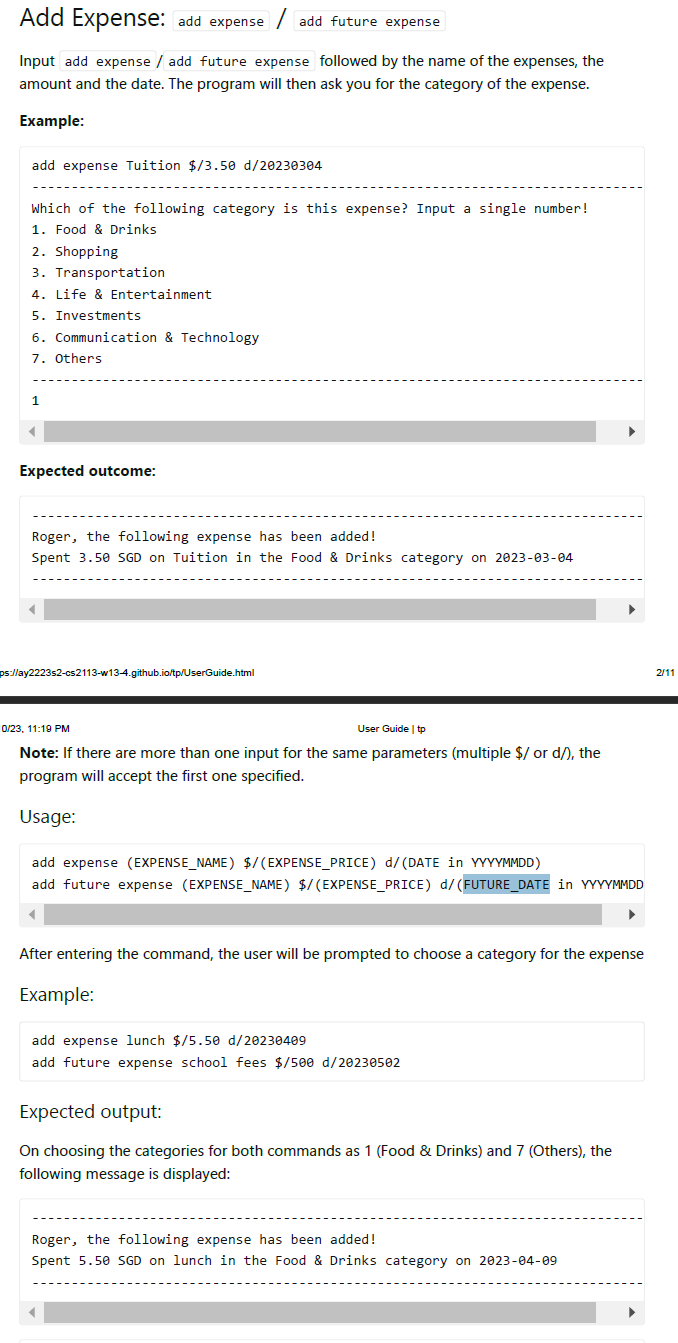 Add Expense: add expense / add future expense
Input add expense / add future expense followed by the name of the expenses, the
amount and the date. The program will then ask you for the category of the expense.
Example:
add expense Tuition $/3.50 d/20230304
--------------------------------------------------------------------------------
Which of the following category is this expense? Input a single number!
1. Food & Drinks
2. Shopping
3. Transportation
4. Life & Entertainment
5. Investments
6. Communication & Technology
7. Others
--------------------------------------------------------------------------------
1
Expected outcome:
--------------------------------------------------------------------------------
Roger, the following expense has been added!
Spent 3.50 SGD on Tuition in the Food & Drinks category on 2023-03-04
--------------------------------------------------------------------------------
ps://ay2223s2-cs2113-w13-4.github.io/tp/UserGuide.html 2/11
0/23, 11:19 PM User Guide | tp
Note: If there are more than one input for the same parameters (multiple $/ or d/), the
program will accept the first one specified.
Usage:
add expense (EXPENSE_NAME) $/(EXPENSE_PRICE) d/(DATE in YYYYMMDD)
add future expense (EXPENSE_NAME) $/(EXPENSE_PRICE) d/(FUTURE_DATE in YYYYMMDD
After entering the command, the user will be prompted to choose a category for the expense
Example:
add expense lunch $/5.50 d/20230409
add future expense school fees $/500 d/20230502
Expected output:
On choosing the categories for both commands as 1 (Food & Drinks) and 7 (Others), the
following message is displayed:
--------------------------------------------------------------------------------
Roger, the following expense has been added!
Spent 5.50 SGD on lunch in the Food & Drinks category on 2023-04-09
--------------------------------------------------------------------------------